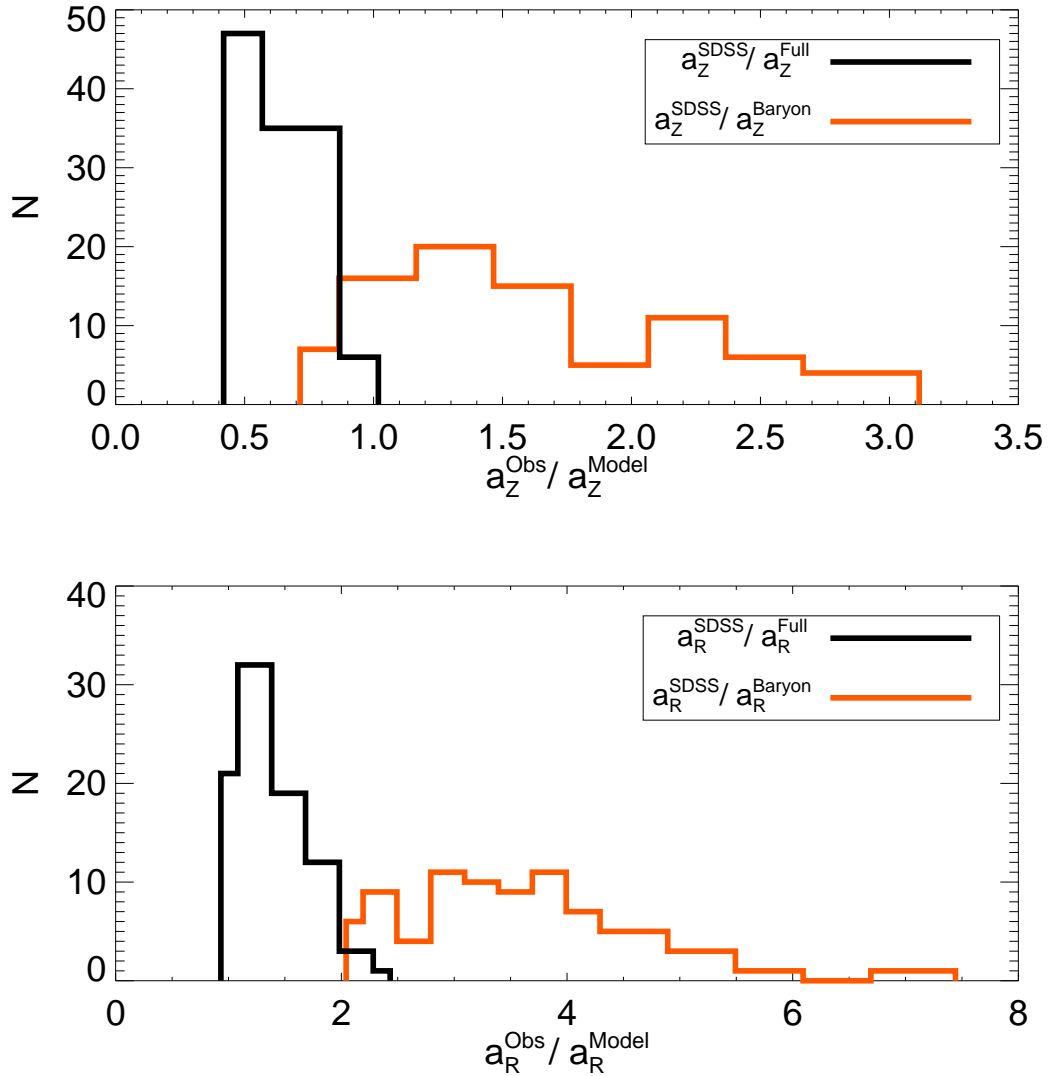 50
40
30
20
10
0
N
a_Z^SDSS / a_Z^Full
a_Z^SDSS / a_Z^Baryon
0.0 0.5 1.0 1.5 2.0 2.5 3.0 3.5
a_Z^Obs / a_Z^Model
40
30
20
10
0
N
a_R^SDSS / a_R^Full
a_R^SDSS / a_R^Baryon
0 2 4 6 8
a_R^Obs / a_R^Model